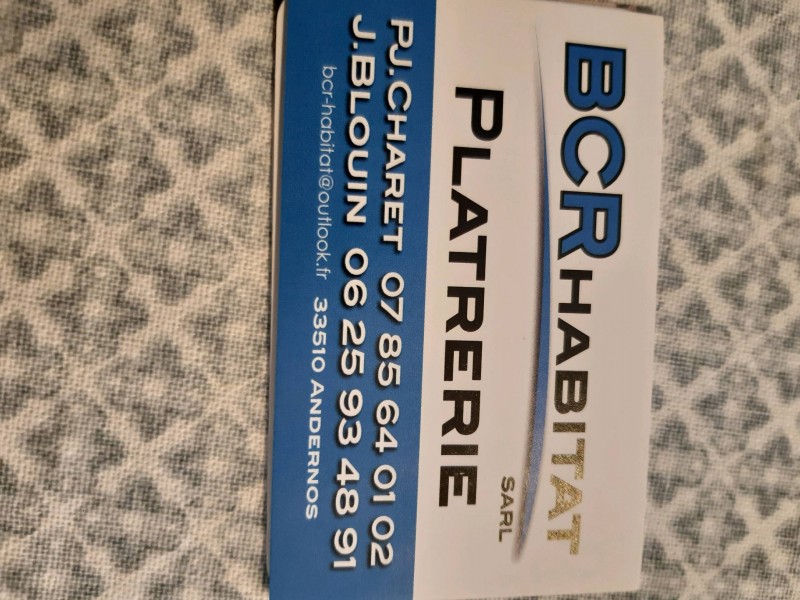 BCR HABITAT
SARL
PLATRERIE
PJ.CHARET 07 85 64 01 02
J.BLOUIN 06 25 93 48 91
bcr-habitat@outlook.fr 33510 ANDERNOS